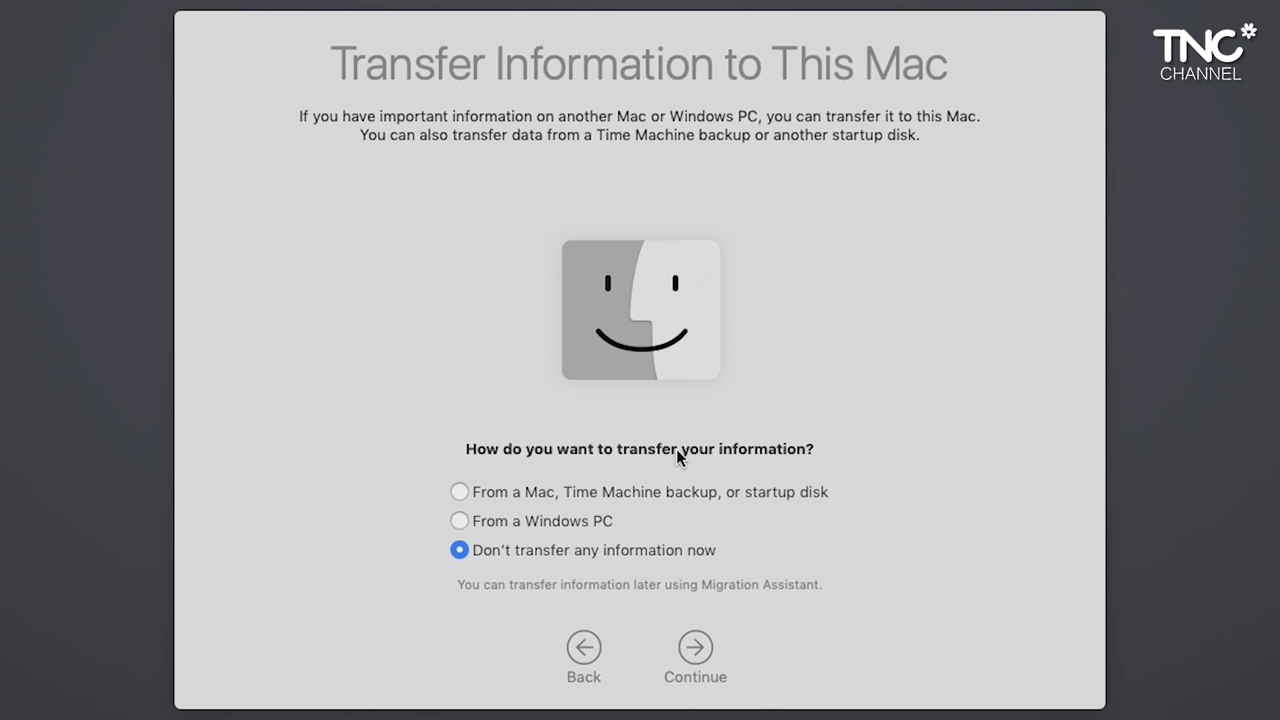 TNC
CHANNEL
Transfer Information to This Mac
If you have important information on another Mac or Windows PC, you can transfer it to this Mac.
You can also transfer data from a Time Machine backup or another startup disk.
How do you want to transfer your information?
From a Mac, Time Machine backup, or startup disk
From a Windows PC
Don't transfer any information now
You can transfer information later using Migration Assistant.
Back
Continue